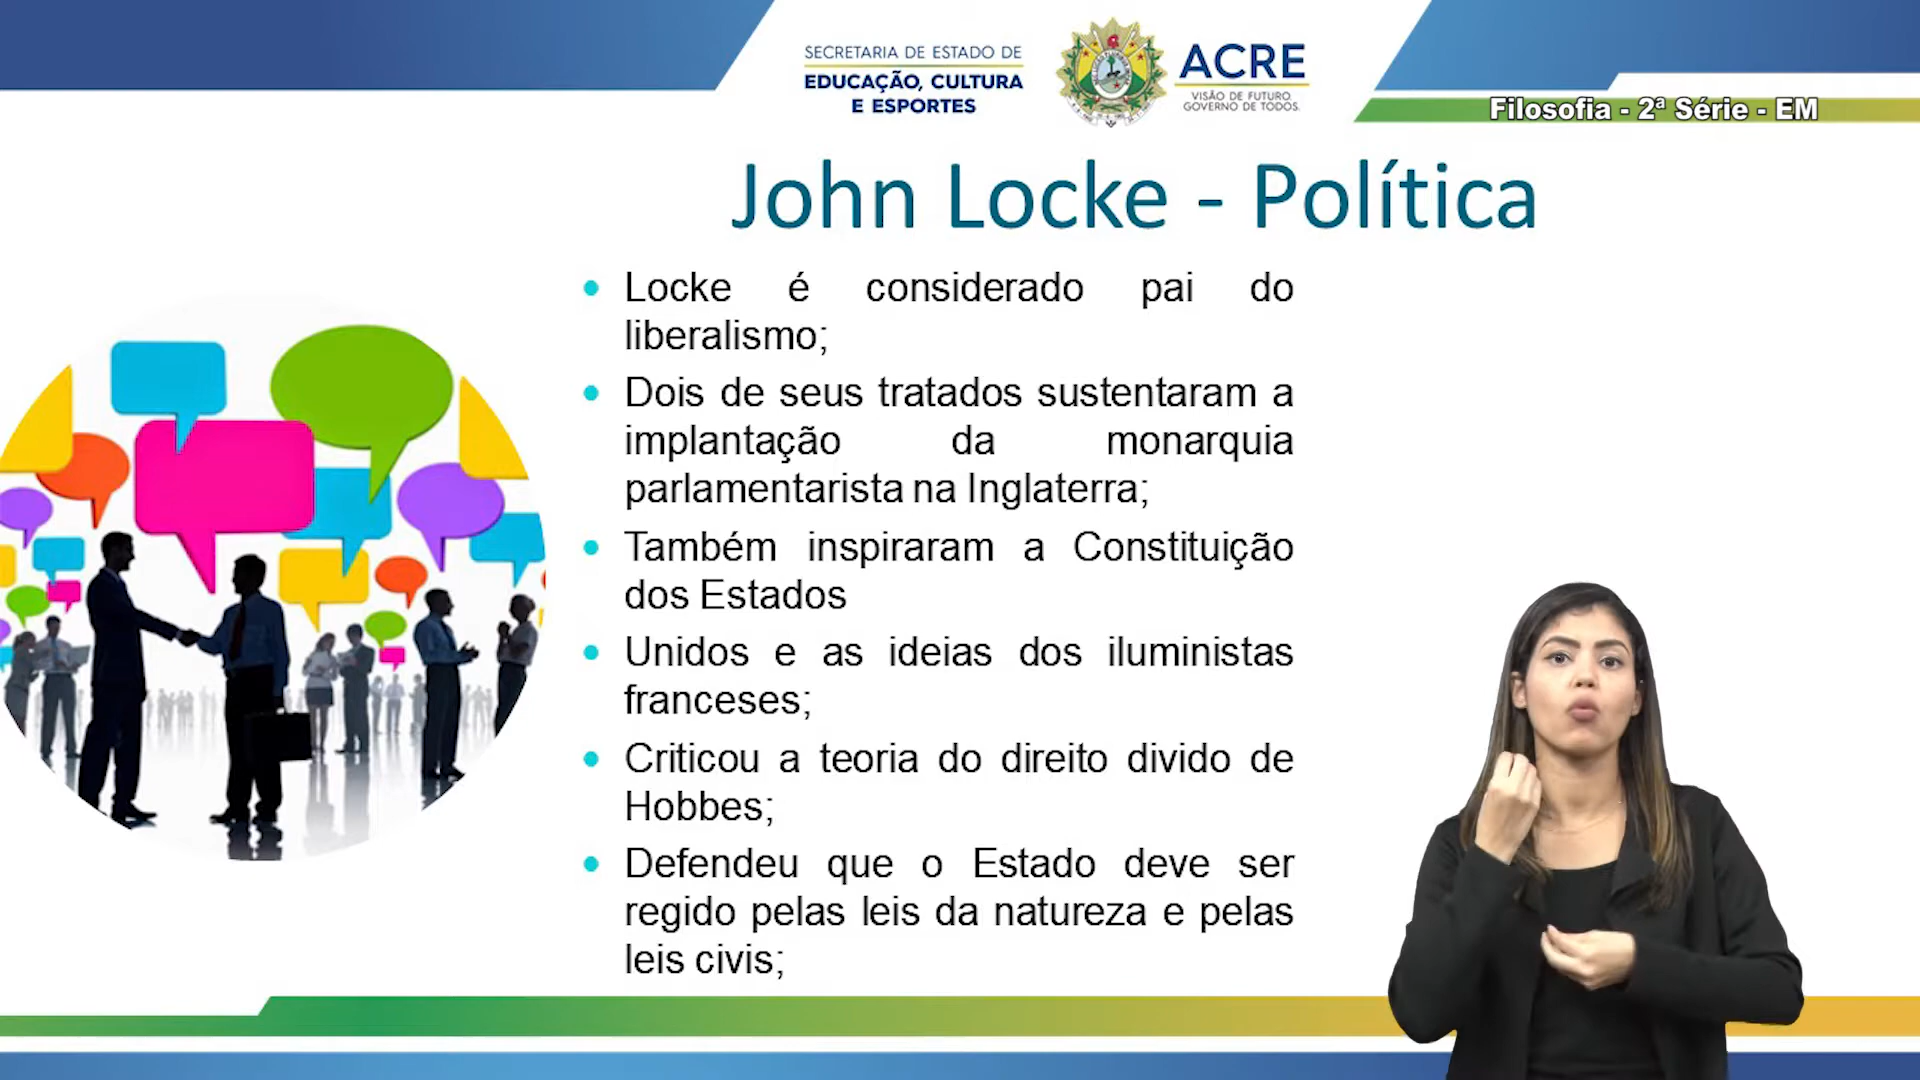 SECRETARIA DE ESTADO DE
EDUCAÇÃO, CULTURA
E ESPORTES
ACRE
VISÃO DE FUTURO.
GOVERNO DE TODOS.
Filosofia - 2ª Série - EM
John Locke - Política
• Locke é considerado pai do
liberalismo;
• Dois de seus tratados sustentaram a
implantação da monarquia
parlamentarista na Inglaterra;
• Também inspiraram a Constituição
dos Estados
• Unidos e as ideias dos iluministas
franceses;
• Criticou a teoria do direito divido de
Hobbes;
• Defendeu que o Estado deve ser
regido pelas leis da natureza e pelas
leis civis;